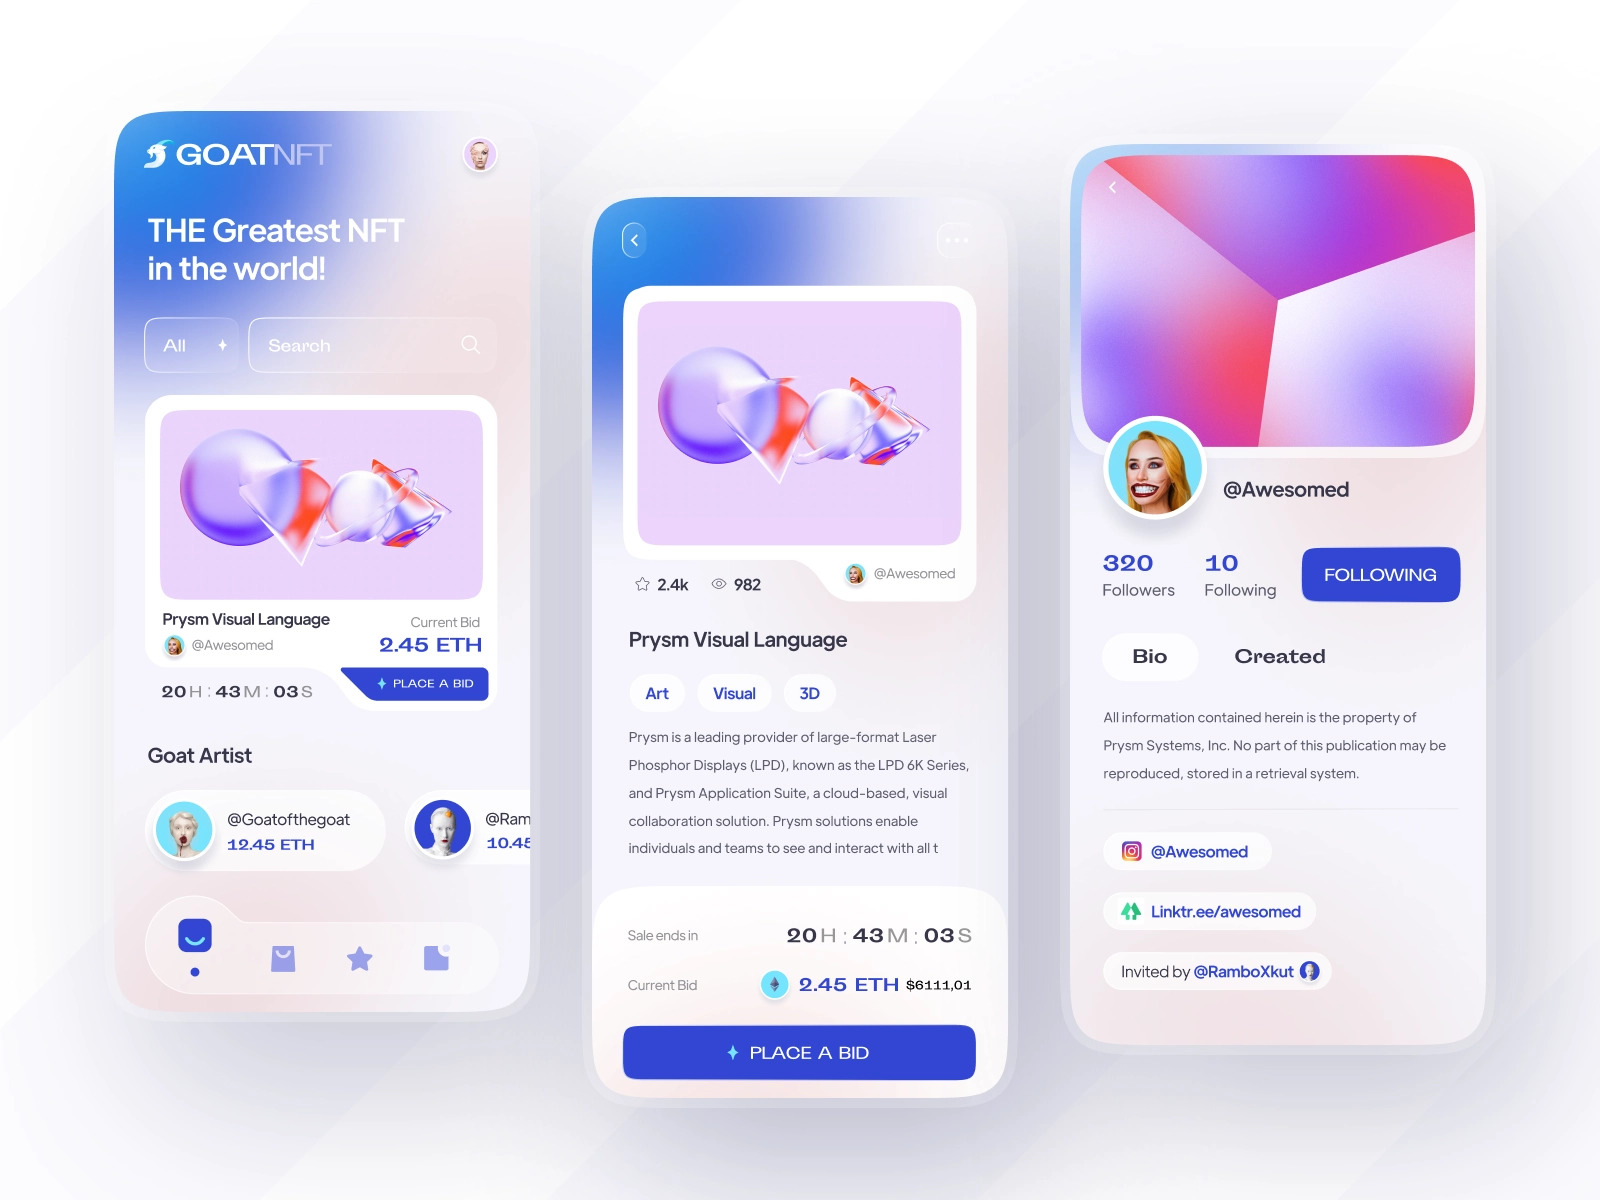 GOATNFT
THE Greatest NFT
in the world!
All
Search
Prysm Visual Language
@Awesomed
Current Bid
2.45 ETH
20H : 43M : 03S
PLACE A BID
Goat Artist
@Goatofthegoat
12.45 ETH
@Ram
10.45
@Awesomed
2.4k
982
Prysm Visual Language
Art
Visual
3D
Prysm is a leading provider of large-format Laser
Phosphor Displays (LPD), known as the LPD 6K Series,
and Prysm Application Suite, a cloud-based, visual
collaboration solution. Prysm solutions enable
individuals and teams to see and interact with all t
Sale ends in
20H : 43M : 03S
Current Bid
2.45 ETH $6111,01
PLACE A BID
@Awesomed
320
Followers
10
Following
FOLLOWING
Bio
Created
All information contained herein is the property of
Prysm Systems, Inc. No part of this publication may be
reproduced, stored in a retrieval system.
@Awesomed
Linktr.ee/awesomed
Invited by @RamboXkut